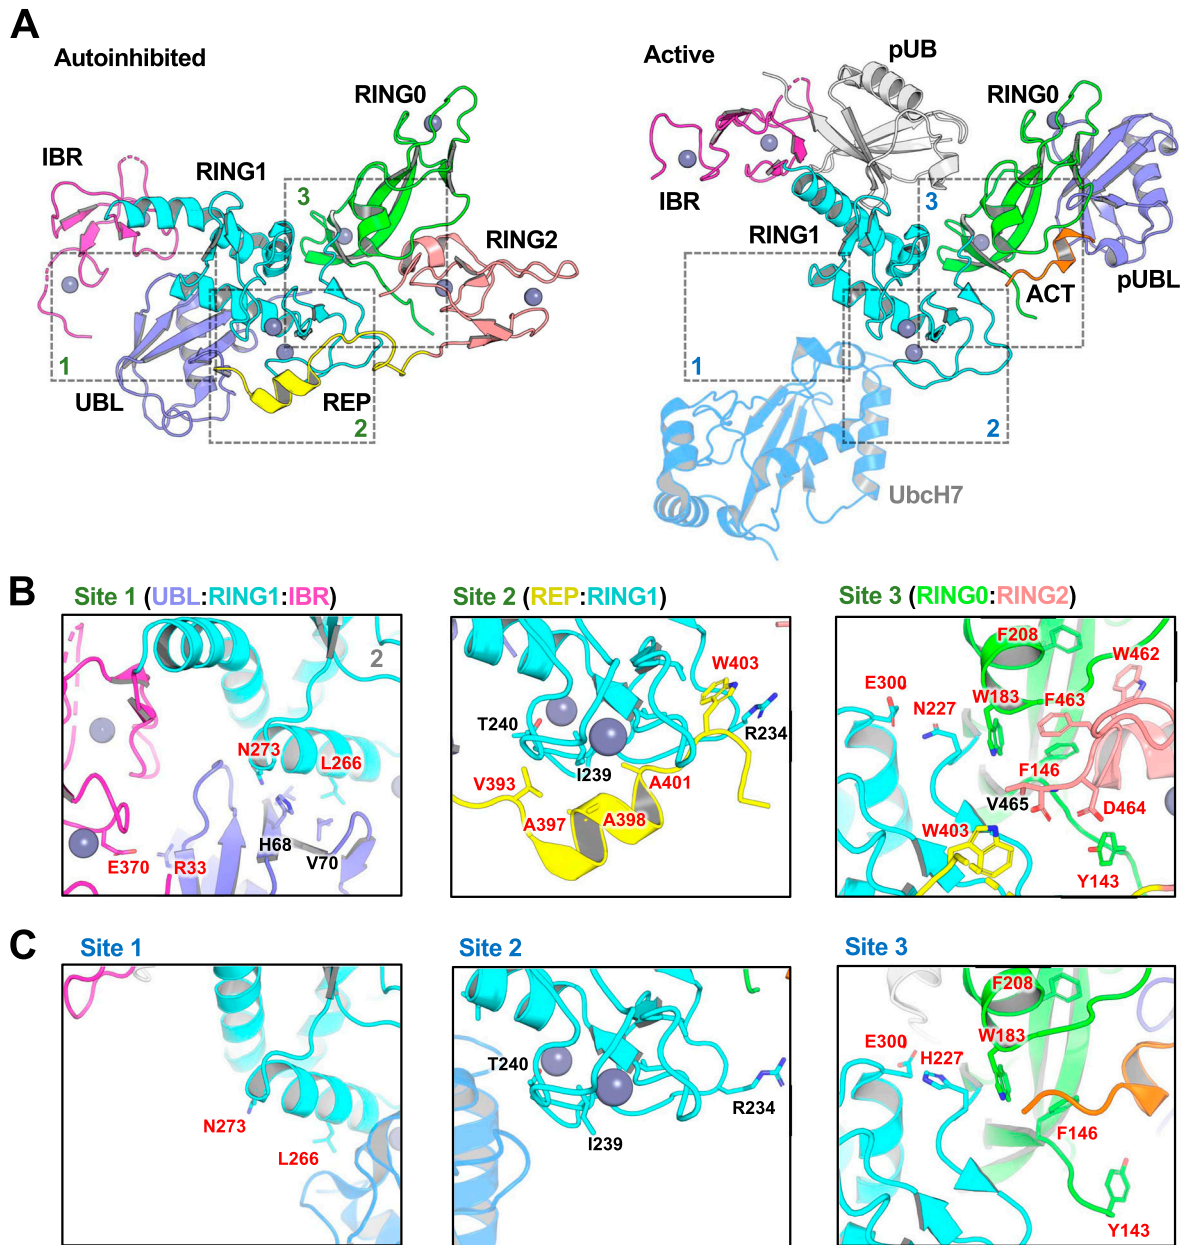 A
Autoinhibited
Active
pUB
RING0
RING0
IBR
RING1
3
RING2
IBR
3
RING1
ACT
pUBL
1
UBL
REP
2
1
2
UbcH7
B
Site 1 (UBL:RING1:IBR)
Site 2 (REP:RING1)
Site 3 (RING0:RING2)
2
N273
L266
H68
V70
E370
R33
W403
T240
R234
I239
V393
A401
A397
A398
F208
W462
E300
W183
F463
N227
F146
V465
D464
W403
Y143
C
Site 1
Site 2
Site 3
N273
L266
T240
R234
I239
F208
W183
E300
H227
F146
Y143